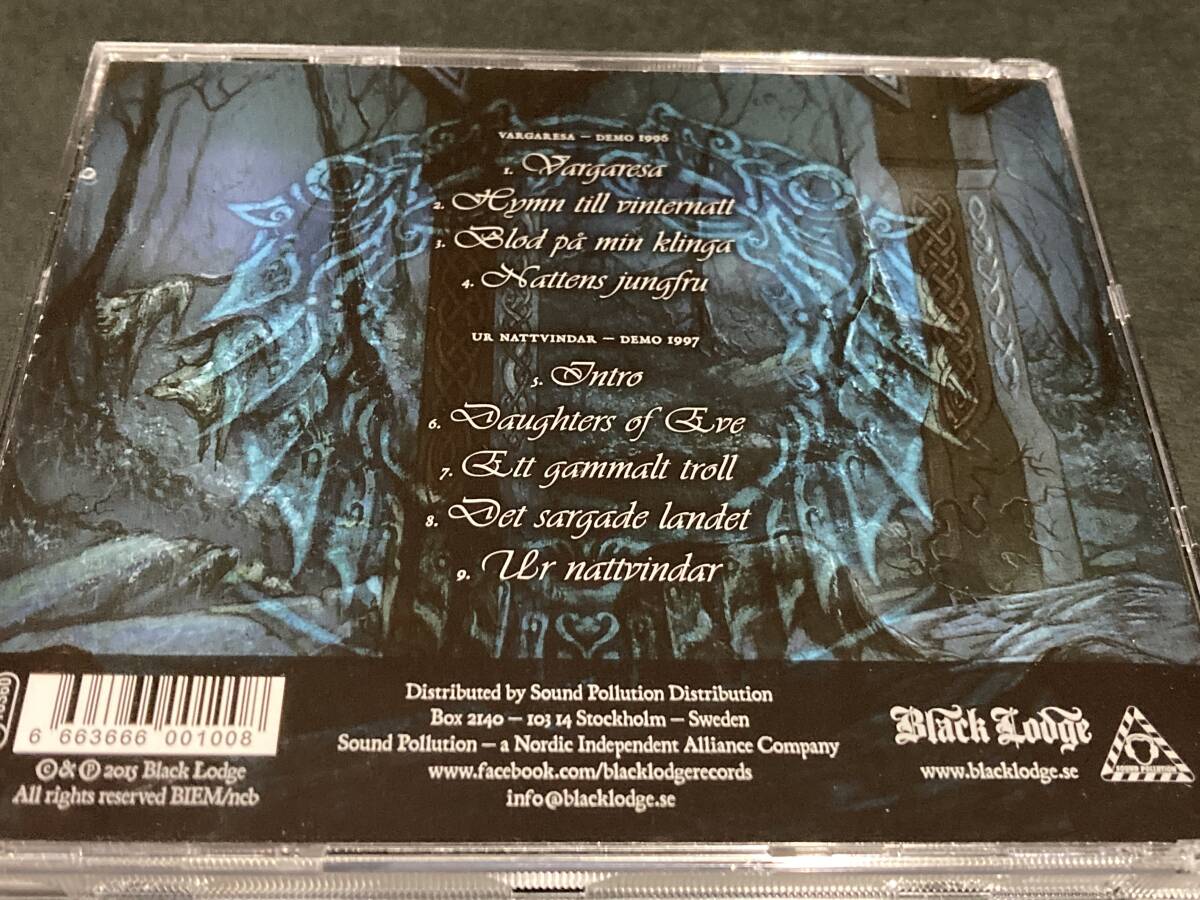 VARGARESA — DEMO 1996
1. Vargaresa
2. Hymn till vinternatt
3. Blod på min klinga
4. Nattens jungfru
UR NATTVINDAR — DEMO 1997
5. Intro
6. Daughters of Eve
7. Ett gammalt troll
8. Det sargade landet
9. Ur nattvindar
6 663666 001008
©&℗ 2015 Black Lodge
All rights reserved BIEM/ncb
Distributed by Sound Pollution Distribution
Box 2140 — 103 14 Stockholm — Sweden
Sound Pollution — a Nordic Independent Alliance Company
www.facebook.com/blacklodgerecords
info@blacklodge.se
Black Lodge
www.blacklodge.se
SOUND POLLUTION